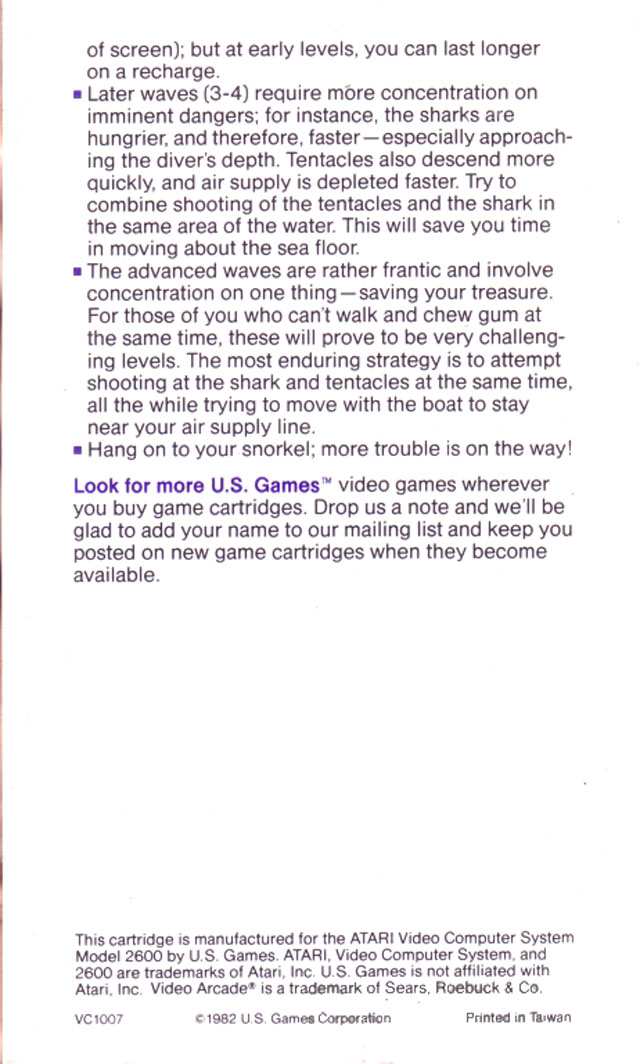 of screen); but at early levels, you can last longer
on a recharge.
▪ Later waves (3-4) require more concentration on
imminent dangers; for instance, the sharks are
hungrier, and therefore, faster—especially approach-
ing the diver's depth. Tentacles also descend more
quickly, and air supply is depleted faster. Try to
combine shooting of the tentacles and the shark in
the same area of the water. This will save you time
in moving about the sea floor.
▪ The advanced waves are rather frantic and involve
concentration on one thing—saving your treasure.
For those of you who can't walk and chew gum at
the same time, these will prove to be very challeng-
ing levels. The most enduring strategy is to attempt
shooting at the shark and tentacles at the same time,
all the while trying to move with the boat to stay
near your air supply line.
▪ Hang on to your snorkel; more trouble is on the way!
Look for more U.S. Games™ video games wherever
you buy game cartridges. Drop us a note and we'll be
glad to add your name to our mailing list and keep you
posted on new game cartridges when they become
available.
This cartridge is manufactured for the ATARI Video Computer System
Model 2600 by U.S. Games. ATARI, Video Computer System, and
2600 are trademarks of Atari, Inc. U.S. Games is not affiliated with
Atari, Inc. Video Arcade® is a trademark of Sears, Roebuck & Co.
VC1007 ©1982 U.S. Games Corporation Printed in Taiwan